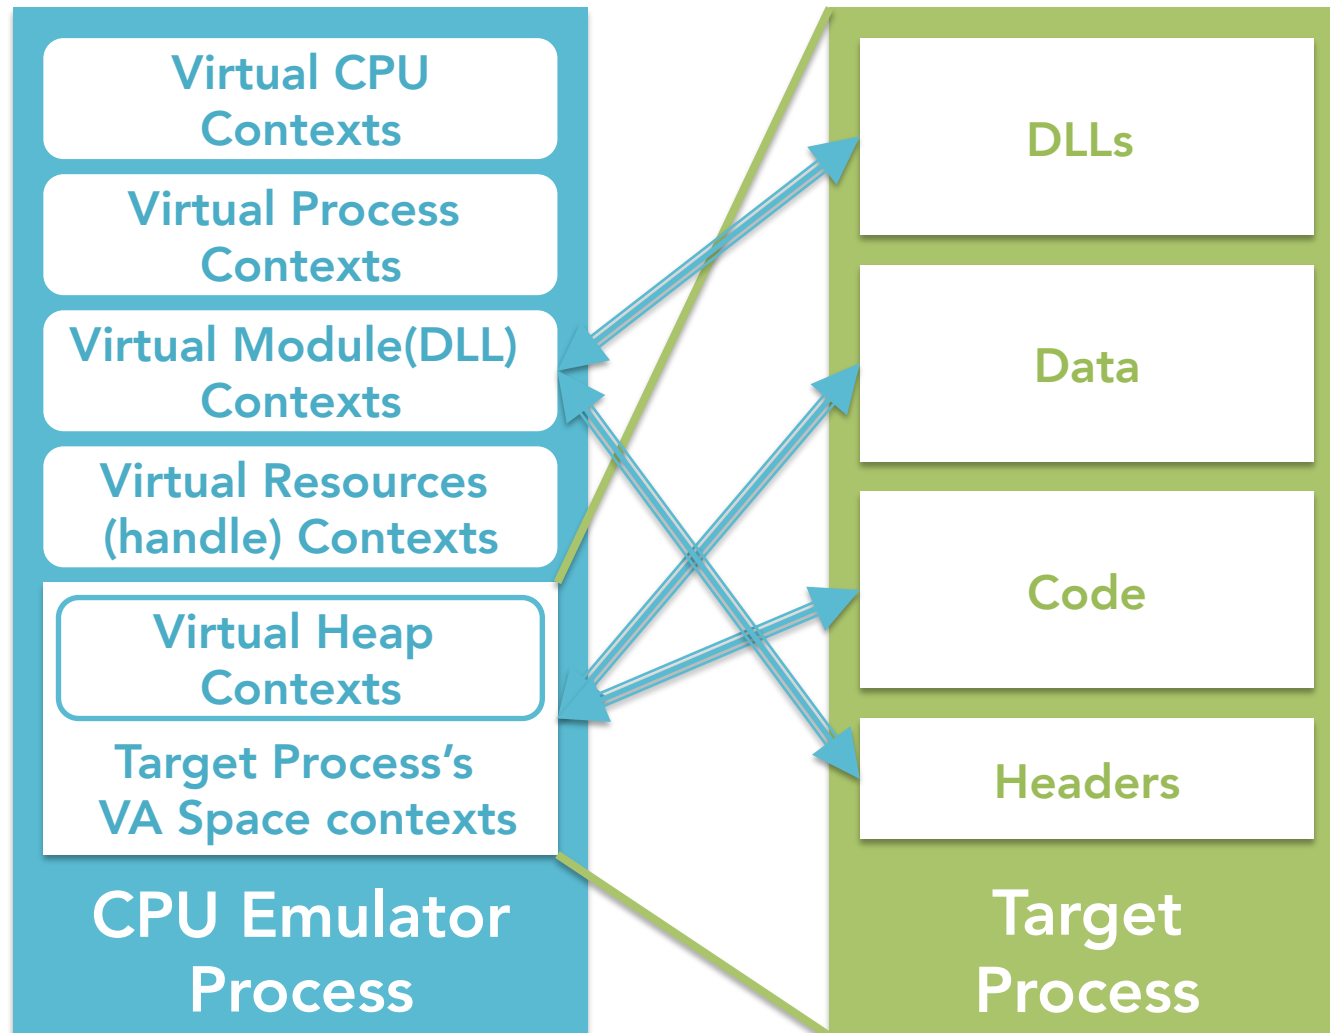 Virtual CPU
Contexts
Virtual Process
Contexts
Virtual Module(DLL)
Contexts
Virtual Resources
(handle) Contexts
Virtual Heap
Contexts
Target Process’s
VA Space contexts
CPU Emulator
Process
DLLs
Data
Code
Headers
Target
Process